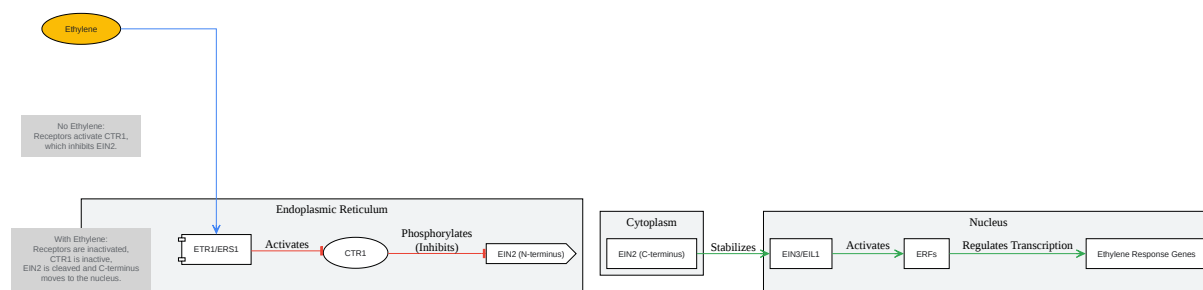 Ethylene
No Ethylene:
Receptors activate CTR1,
which inhibits EIN2.
Endoplasmic Reticulum
Cytoplasm
Nucleus
With Ethylene:
Receptors are inactivated,
CTR1 is inactive,
EIN2 is cleaved and C-terminus
moves to the nucleus.
ETR1/ERS1
Activates
CTR1
Phosphorylates
(Inhibits)
EIN2 (N-terminus)
EIN2 (C-terminus)
Stabilizes
EIN3/EIL1
Activates
ERFs
Regulates Transcription
Ethylene Response Genes